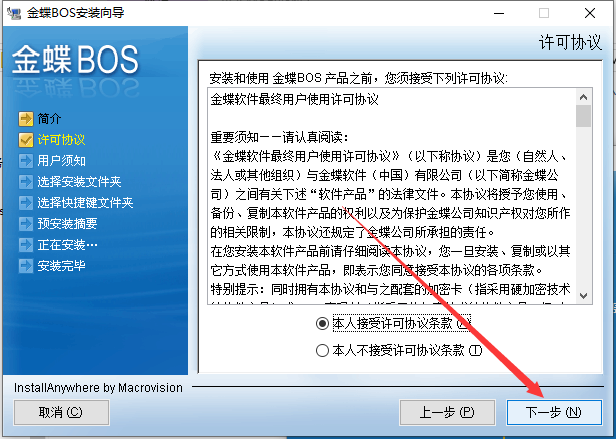 金蝶BOS安装向导
许可协议
金蝶BOS
简介
许可协议
用户须知
选择安装文件夹
选择快捷键文件夹
预安装摘要
正在安装…
安装完毕
安装和使用 金蝶BOS 产品之前，您须接受下列许可协议:
金蝶软件最终用户使用许可协议
重要须知－－请认真阅读：
《金蝶软件最终用户使用许可协议》（以下称协议）是您（自然人、
法人或其他组织）与金蝶软件（中国）有限公司（以下简称金蝶公
司）之间有关下述“软件产品”的法律文件。本协议将授予您使用、
备份、复制本软件产品的权利以及为保护金蝶公司知识产权对您所作
的相关限制，本协议还规定了金蝶公司所承担的责任。
在您安装本软件产品前请仔细阅读本协议，您一旦安装、复制或以其
它方式使用本软件产品，即表示您同意接受本协议的各项条款。
特别提示：同时拥有本协议和与之配套的加密卡（指采用硬加密技术
本人接受许可协议条款
本人不接受许可协议条款 (T)
InstallAnywhere by Macrovision
取消 (C)
上一步 (P)
下一步 (N)